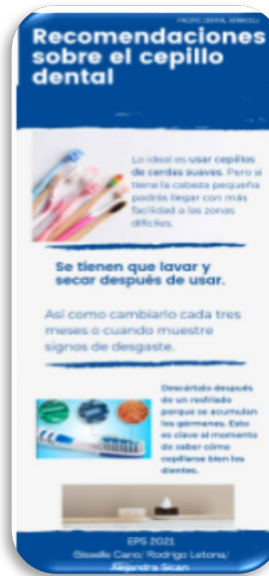 PACIFIC DENTAL SERVICES
Recomendaciones
sobre el cepillo
dental
Lo ideal es usar cepillos
de cerdas suaves. Pero si
tiene la cabeza pequeña
podrás llegar con más
facilidad a las zonas
difíciles.
Se tienen que lavar y
secar después de usar.
Así como cambiarlo cada tres
meses o cuando muestre
signos de desgaste.
Descártalo después
de un resfriado
porque se acumulan
los gérmenes. Esto
es clave al momento
de saber cómo
cepillarse bien los
dientes.
EPS 2021
Gisselle Cano/ Rodrigo Letona/
Alejandra Sican